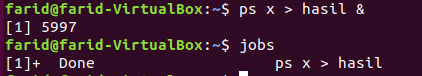 farid@farid-VirtualBox:~$ ps x > hasil &
[1] 5997
farid@farid-VirtualBox:~$ jobs
[1]+  Done                    ps x > hasil